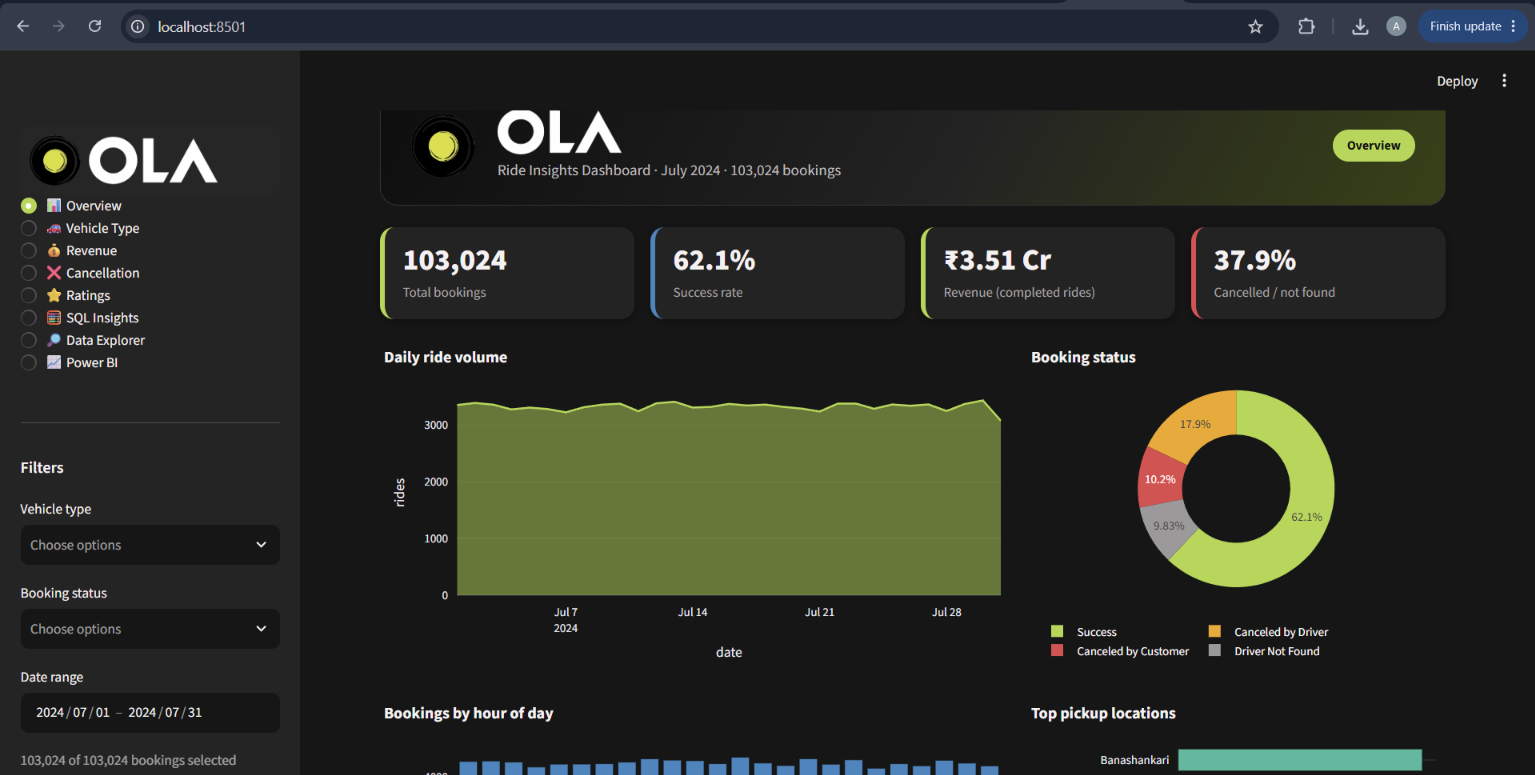 localhost:8501
A
Finish update
Deploy
OLA
Overview
Vehicle Type
Revenue
Cancellation
Ratings
SQL Insights
Data Explorer
Power BI
Filters
Vehicle type
Choose options
Booking status
Choose options
Date range
2024/07/01 – 2024/07/31
103,024 of 103,024 bookings selected
OLA
Ride Insights Dashboard · July 2024 · 103,024 bookings
Overview
103,024
Total bookings
62.1%
Success rate
₹3.51 Cr
Revenue (completed rides)
37.9%
Cancelled / not found
Daily ride volume
3000
2000
1000
0
rides
Jul 7
2024
Jul 14
Jul 21
Jul 28
date
Booking status
17.9%
10.2%
9.83%
62.1%
Success
Canceled by Driver
Canceled by Customer
Driver Not Found
Bookings by hour of day
Top pickup locations
Banashankari